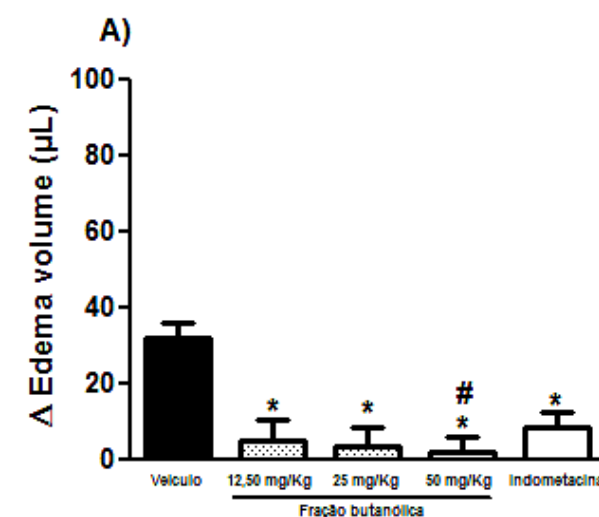 A)
Δ Edema volume (µL)
100
80
60
40
20
0
*
*
#
*
*
Veículo 12,50 mg/Kg 25 mg/Kg 50 mg/Kg Indometacina
Fração butanólica